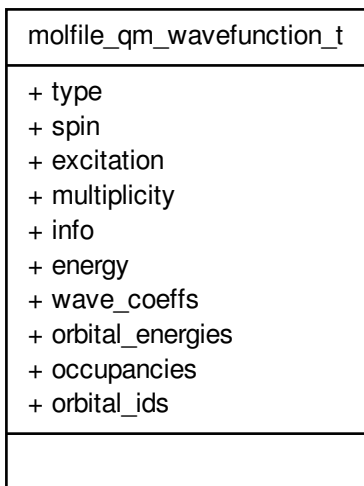 molfile_qm_wavefunction_t
+ type
+ spin
+ excitation
+ multiplicity
+ info
+ energy
+ wave_coeffs
+ orbital_energies
+ occupancies
+ orbital_ids